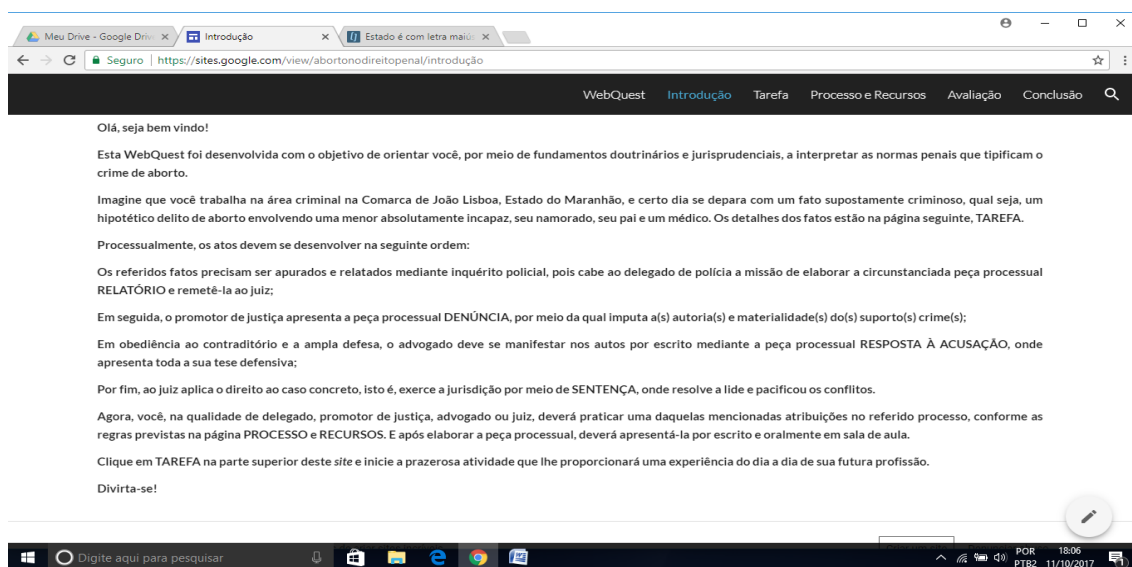 Meu Drive - Google Driv
Introdução
Estado é com letra maiús
Seguro | https://sites.google.com/view/abortonodireitopenal/introdução
WebQuest Introdução Tarefa Processo e Recursos Avaliação Conclusão
Olá, seja bem vindo!
Esta WebQuest foi desenvolvida com o objetivo de orientar você, por meio de fundamentos doutrinários e jurisprudenciais, a interpretar as normas penais que tipificam o
crime de aborto.
Imagine que você trabalha na área criminal na Comarca de João Lisboa, Estado do Maranhão, e certo dia se depara com um fato supostamente criminoso, qual seja, um
hipotético delito de aborto envolvendo uma menor absolutamente incapaz, seu namorado, seu pai e um médico. Os detalhes dos fatos estão na página seguinte, TAREFA.
Processualmente, os atos devem se desenvolver na seguinte ordem:
Os referidos fatos precisam ser apurados e relatados mediante inquérito policial, pois cabe ao delegado de polícia a missão de elaborar a circunstanciada peça processual
RELATÓRIO e remetê-la ao juiz;
Em seguida, o promotor de justiça apresenta a peça processual DENÚNCIA, por meio da qual imputa a(s) autoria(s) e materialidade(s) do(s) suporto(s) crime(s);
Em obediência ao contraditório e a ampla defesa, o advogado deve se manifestar nos autos por escrito mediante a peça processual RESPOSTA À ACUSAÇÃO, onde
apresenta toda a sua tese defensiva;
Por fim, ao juiz aplica o direito ao caso concreto, isto é, exerce a jurisdição por meio de SENTENÇA, onde resolve a lide e pacificou os conflitos.
Agora, você, na qualidade de delegado, promotor de justiça, advogado ou juiz, deverá praticar uma daquelas mencionadas atribuições no referido processo, conforme as
regras previstas na página PROCESSO e RECURSOS. E após elaborar a peça processual, deverá apresentá-la por escrito e oralmente em sala de aula.
Clique em TAREFA na parte superior deste site e inicie a prazerosa atividade que lhe proporcionará uma experiência do dia a dia de sua futura profissão.
Divirta-se!
Digite aqui para pesquisar
POR 18:06
PTB2 11/10/2017